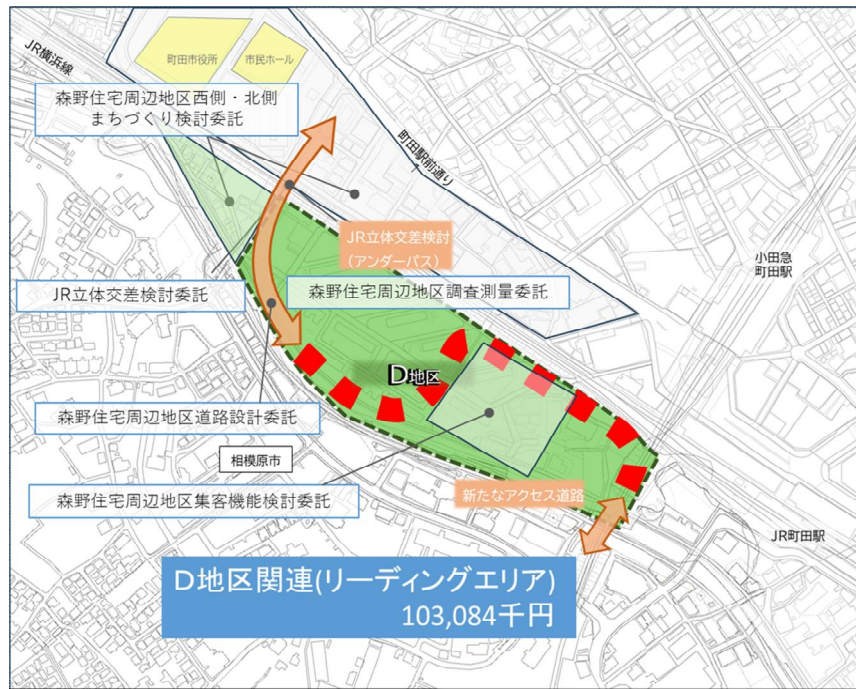 JR横浜線
町田市役所
市民ホール
森野住宅周辺地区西側・北側
まちづくり検討委託
町田駅前通り
JR立体交差検討
(アンダーパス)
小田急
町田駅
JR立体交差検討委託
森野住宅周辺地区調査測量委託
D地区
森野住宅周辺地区道路設計委託
相模原市
森野住宅周辺地区集客機能検討委託
新たなアクセス道路
JR町田駅
D地区関連(リーディングエリア)
103,084千円